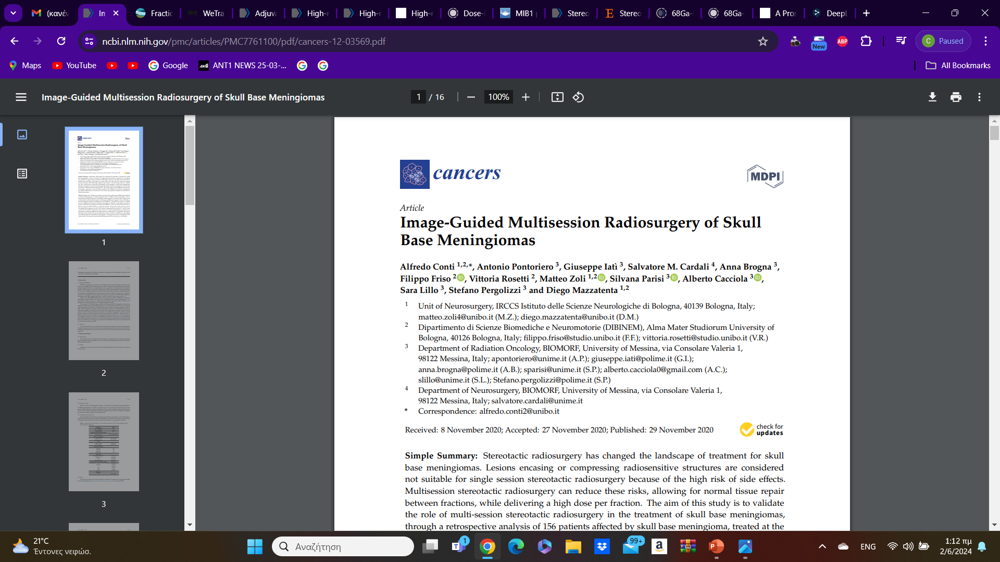 (κανέν
In
Fractio
WeTra
Adjuva
High-r
High-r
High-r
Dose-
MIB1 p
Stereo
Stereo
68Ga-
68Ga-
A Pros
DeepL
ncbi.nlm.nih.gov/pmc/articles/PMC7761100/pdf/cancers-12-03569.pdf
New
ABP
C Paused
Maps
YouTube
Google
ANT1 NEWS 25-03-...
All Bookmarks
Image-Guided Multisession Radiosurgery of Skull Base Meningiomas
1 / 16
100%
1
2
3
cancers
MDPI
Article
Image-Guided Multisession Radiosurgery of Skull
Base Meningiomas
Alfredo Conti 1,2,*, Antonio Pontoriero 3, Giuseppe Iatì 3, Salvatore M. Cardali 4, Anna Brogna 3,
Filippo Friso 2 iD, Vittoria Rosetti 2, Matteo Zoli 1,2 iD, Silvana Parisi 3 iD, Alberto Cacciola 3 iD,
Sara Lillo 3, Stefano Pergolizzi 3 and Diego Mazzatenta 1,2
1 Unit of Neurosurgery, IRCCS Istituto delle Scienze Neurologiche di Bologna, 40139 Bologna, Italy;
matteo.zoli4@unibo.it (M.Z.); diego.mazzatenta@unibo.it (D.M.)
2 Dipartimento di Scienze Biomediche e Neuromotorie (DIBINEM), Alma Mater Studiorum University of
Bologna, 40126 Bologna, Italy; filippo.friso@studio.unibo.it (F.F.); vittoria.rosetti@studio.unibo.it (V.R.)
3 Department of Radiation Oncology, BIOMORF, University of Messina, via Consolare Valeria 1,
98122 Messina, Italy; apontoriero@unime.it (A.P.); giuseppe.iati@polime.it (G.I.);
anna.brogna@polime.it (A.B.); sparisi@unime.it (S.P.); alberto.cacciola0@gmail.com (A.C.);
slillo@unime.it (S.L.); Stefano.pergolizzi@polime.it (S.P.)
4 Department of Neurosurgery, BIOMORF, University of Messina, via Consolare Valeria 1,
98122 Messina, Italy; salvatore.cardali@unime.it
* Correspondence: alfredo.conti2@unibo.it
Received: 8 November 2020; Accepted: 27 November 2020; Published: 29 November 2020
check for
updates
Simple Summary: Stereotactic radiosurgery has changed the landscape of treatment for skull
base meningiomas. Lesions encasing or compressing radiosensitive structures are considered
not suitable for single session stereotactic radiosurgery because of the high risk of side effects.
Multisession stereotactic radiosurgery can reduce these risks, allowing for normal tissue repair
between fractions, while delivering a high dose per fraction. The aim of this study is to validate
the role of multi-session stereotactic radiosurgery in the treatment of skull base meningiomas,
through a retrospective analysis of 156 patients affected by skull base meningioma, treated at the
21°C
Έντονες νεφώσ.
Αναζήτηση
1
99+
ENG
1:12 πμ
2/6/2024